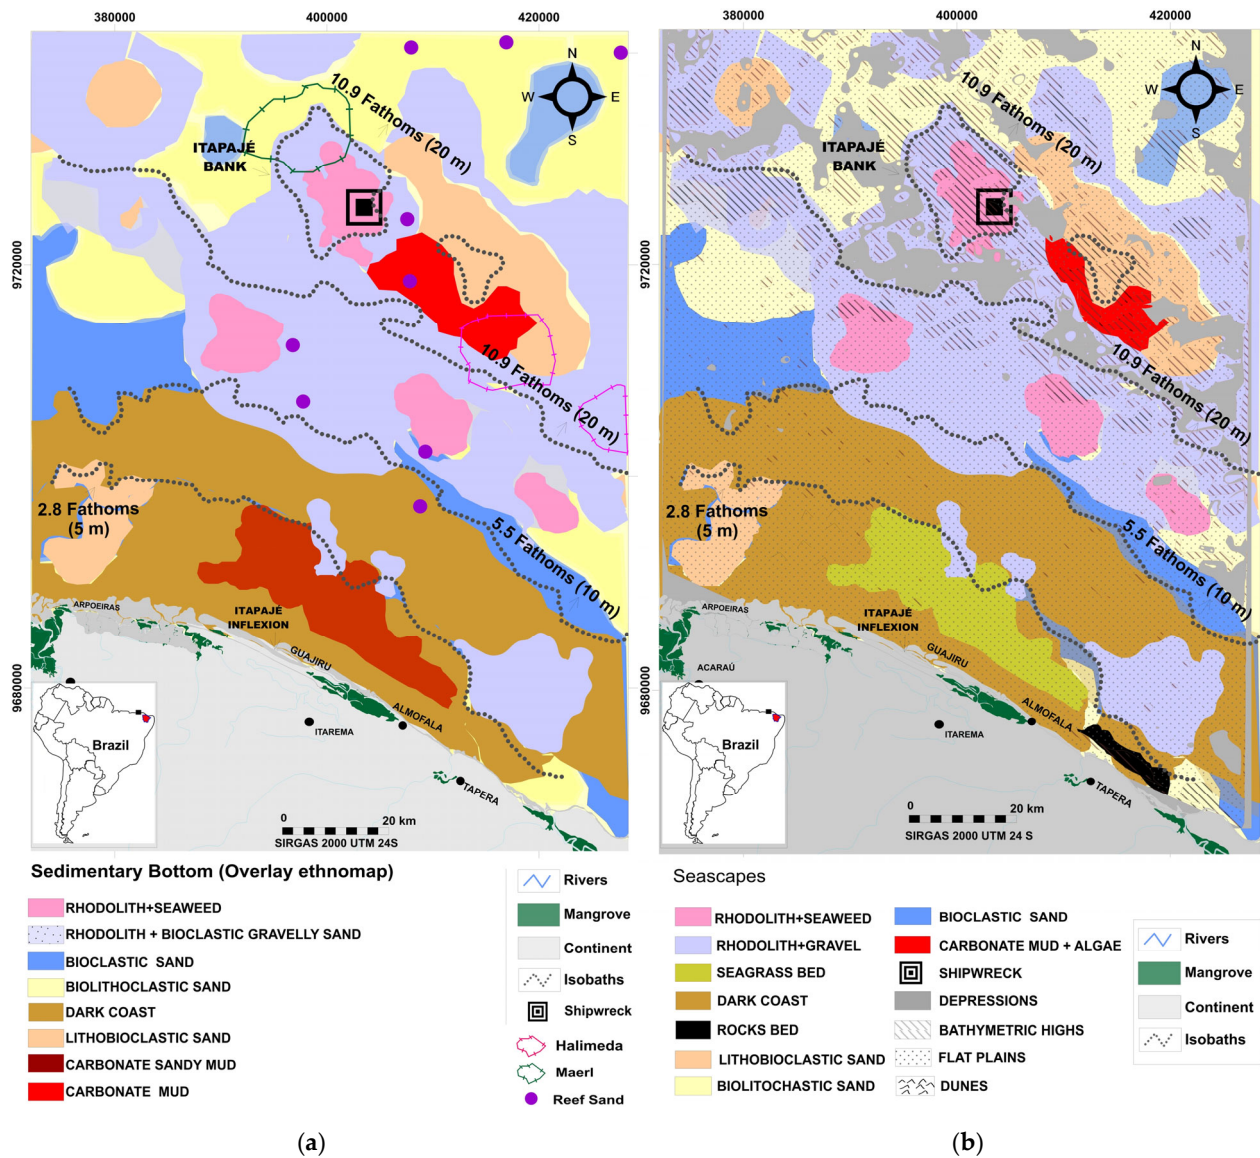 380000
400000
420000
380000
400000
420000
9720000
9680000
9720000
9680000
N
W
E
S
10.9 Fathoms (20 m)
ITAPAJÉ
BANK
10.9 Fathoms (20 m)
2.8 Fathoms
(5 m)
5.5 Fathoms (10 m)
ARPOEIRAS
ITAPAJÉ
INFLEXION
GUAJIRU
ALMOFALA
ITAREMA
TAPERA
Brazil
0
20 km
SIRGAS 2000 UTM 24S
N
W
E
S
10.9 Fathoms (20 m)
ITAPAJÉ
BANK
10.9 Fathoms (20 m)
2.8 Fathoms
(5 m)
5.5 Fathoms (10 m)
ARPOEIRAS
ITAPAJÉ
INFLEXION
ACARAÚ
GUAJIRU
ALMOFALA
ITAREMA
TAPERA
Brazil
0
20 km
SIRGAS 2000 UTM 24 S
Sedimentary Bottom (Overlay ethnomap)
RHODOLITH+SEAWEED
RHODOLITH + BIOCLASTIC GRAVELLY SAND
BIOCLASTIC SAND
BIOLITHOCLASTIC SAND
DARK COAST
LITHOBIOCLASTIC SAND
CARBONATE SANDY MUD
CARBONATE MUD
Rivers
Mangrove
Continent
Isobaths
Shipwreck
Halimeda
Maerl
Reef Sand
Seascapes
RHODOLITH+SEAWEED
RHODOLITH+GRAVEL
SEAGRASS BED
DARK COAST
ROCKS BED
LITHOBIOCLASTIC SAND
BIOLITOCHASTIC SAND
BIOCLASTIC SAND
CARBONATE MUD + ALGAE
SHIPWRECK
DEPRESSIONS
BATHYMETRIC HIGHS
FLAT PLAINS
DUNES
Rivers
Mangrove
Continent
Isobaths
(a)
(b)